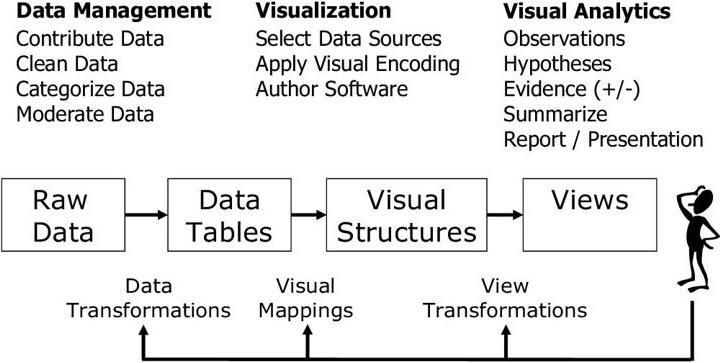 Data Management
Contribute Data
Clean Data
Categorize Data
Moderate Data
Visualization
Select Data Sources
Apply Visual Encoding
Author Software
Visual Analytics
Observations
Hypotheses
Evidence (+/-)
Summarize
Report / Presentation
Raw
Data
Data
Tables
Visual
Structures
Views
Data
Transformations
Visual
Mappings
View
Transformations